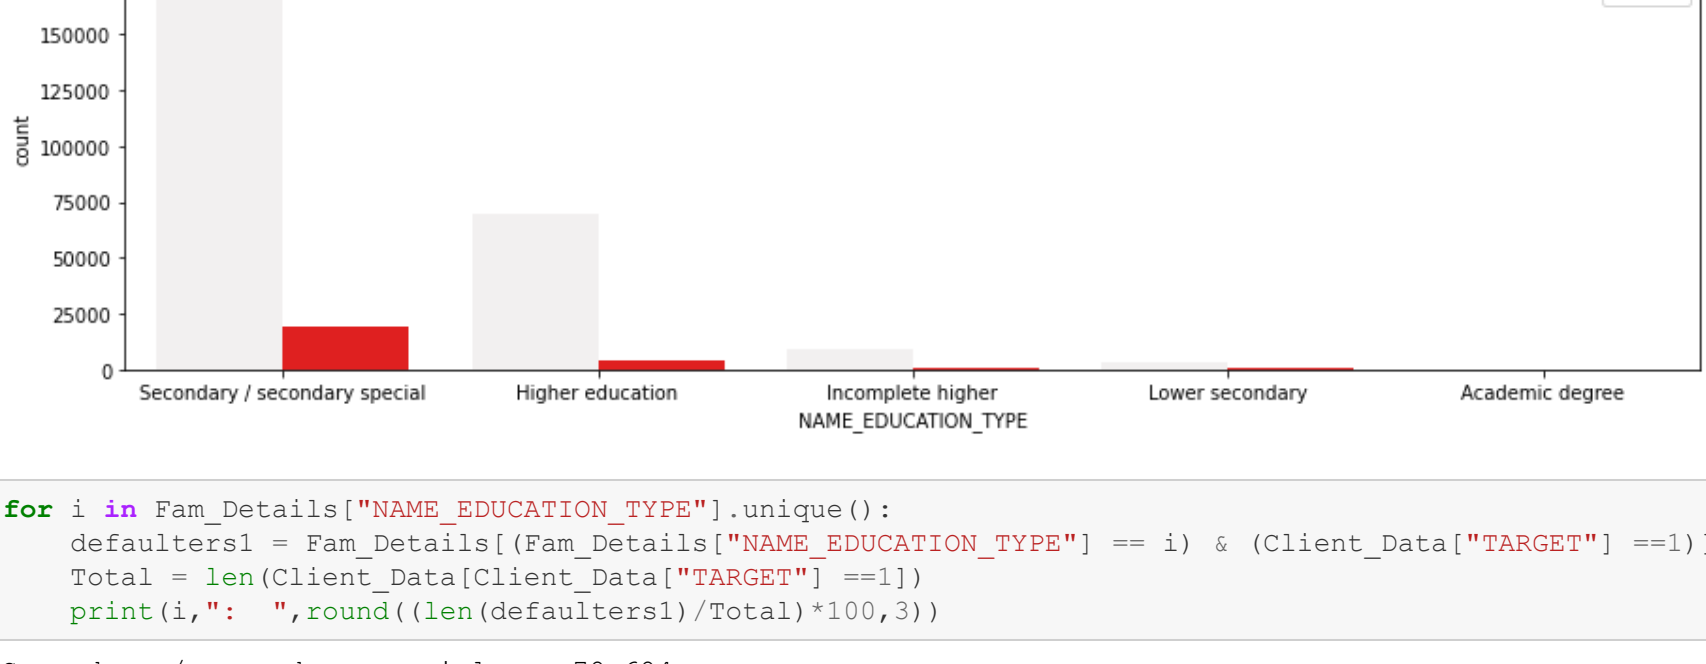 150000
125000
100000
75000
50000
25000
0
count
Secondary / secondary special Higher education Incomplete higher Lower secondary Academic degree
NAME_EDUCATION_TYPE
for i in Fam_Details["NAME_EDUCATION_TYPE"].unique():
    defaulters1 = Fam_Details[(Fam_Details["NAME_EDUCATION_TYPE"] == i) & (Client_Data["TARGET"] ==1)]
    Total = len(Client_Data[Client_Data["TARGET"] ==1])
    print(i,":  ",round((len(defaulters1)/Total)*100,3))